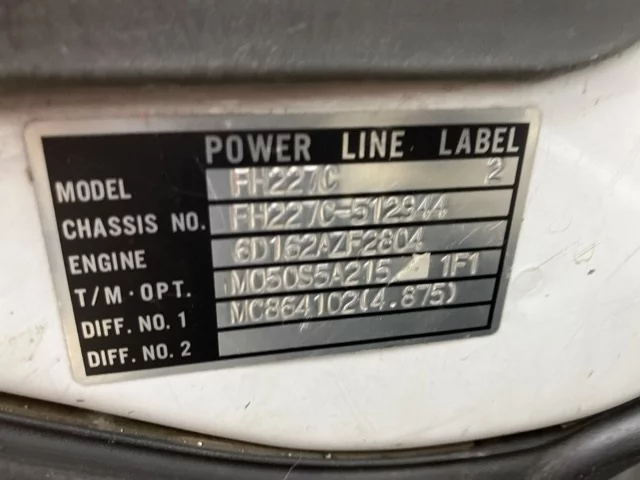 POWER LINE LABEL
MODEL FH227C 2
CHASSIS NO. FH227C-512944
ENGINE 6D162AZF2804
T/M·OPT. M050S5A215 1F1
DIFF. NO. 1 MC864102(4.875)
DIFF. NO. 2